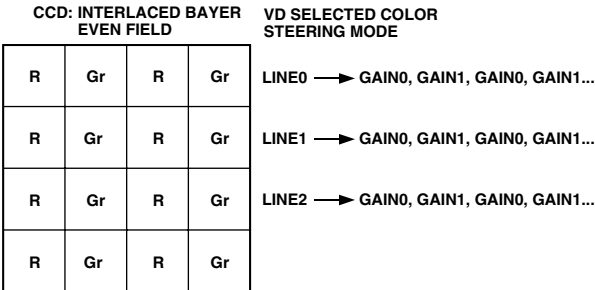 CCD: INTERLACED BAYER
EVEN FIELD
VD SELECTED COLOR
STEERING MODE
R Gr R Gr
LINE0 GAIN0, GAIN1, GAIN0, GAIN1...
R Gr R Gr
LINE1 GAIN0, GAIN1, GAIN0, GAIN1...
R Gr R Gr
LINE2 GAIN0, GAIN1, GAIN0, GAIN1...
R Gr R Gr